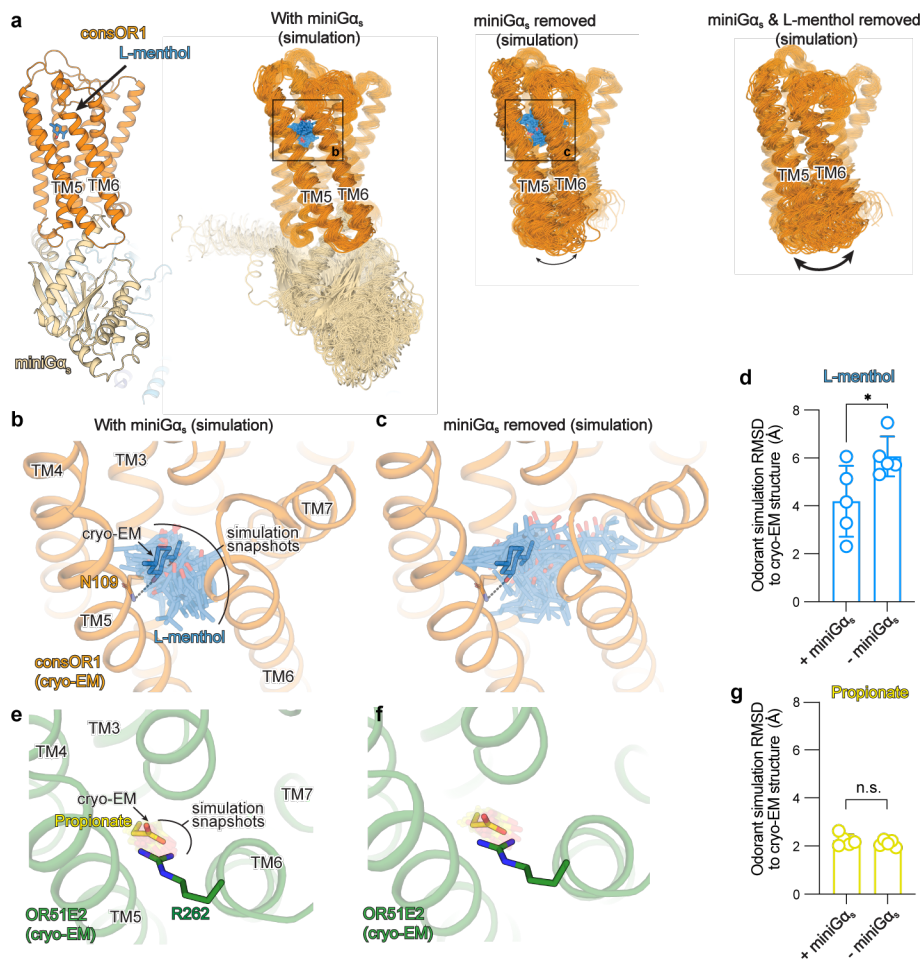 a
consOR1
L-menthol
TM5 TM6
miniGαs
With miniGαs
(simulation)
b
TM5
TM6
miniGαs removed
(simulation)
c
TM5
TM6
miniGαs & L-menthol removed
(simulation)
TM5
TM6
b
With miniGαs (simulation)
TM4
TM3
TM7
cryo-EM
simulation
snapshots
N109
TM5
L-menthol
consOR1
(cryo-EM)
TM6
c
miniGαs removed (simulation)
d
L-menthol
*
Odorant simulation RMSD
to cryo-EM structure (Å)
8
6
4
2
0
+ miniGαs
- miniGαs
e
TM3
TM4
cryo-EM
Propionate
simulation
snapshots
TM7
TM6
TM5
R262
OR51E2
(cryo-EM)
f
OR51E2
(cryo-EM)
g
Propionate
n.s.
Odorant simulation RMSD
to cryo-EM structure (Å)
8
6
4
2
0
+ miniGαs
- miniGαs